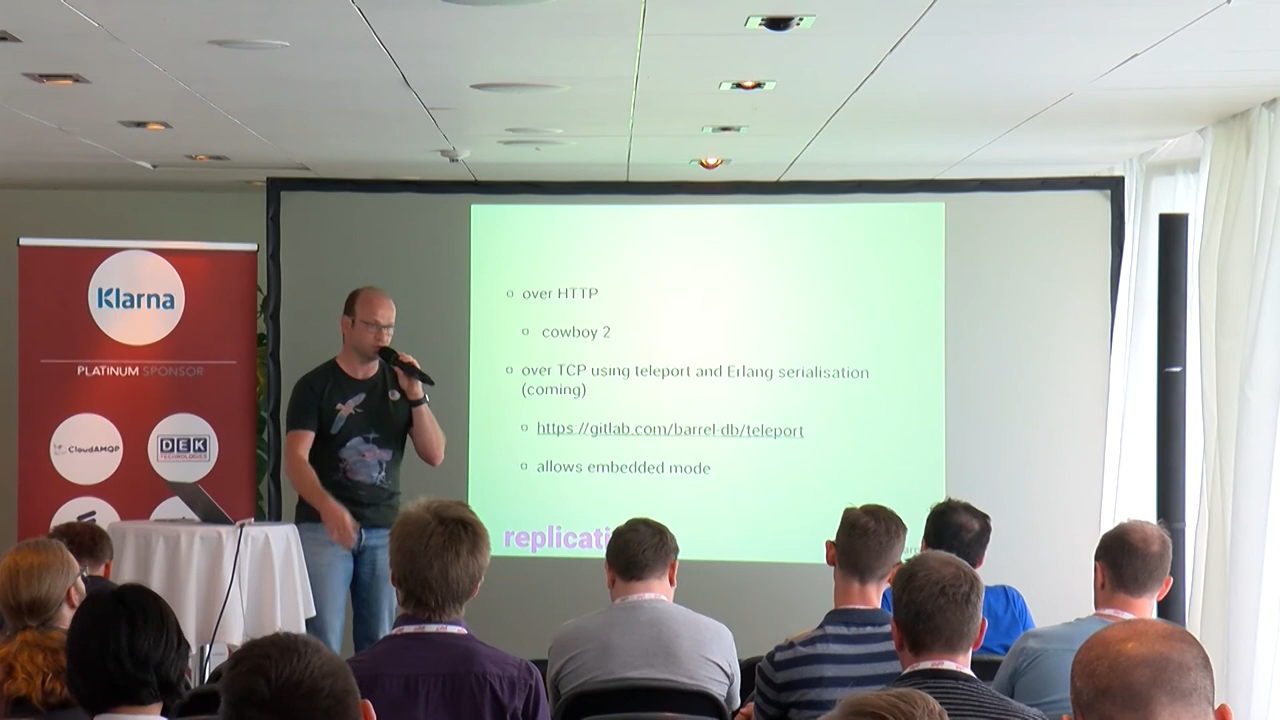 Klarna
PLATINUM SPONSOR
CloudAMQP
DEK
TECHNOLOGIES
over HTTP
cowboy 2
over TCP using teleport and Erlang serialisation
(coming)
https://gitlab.com/barrel-db/teleport
allows embedded mode